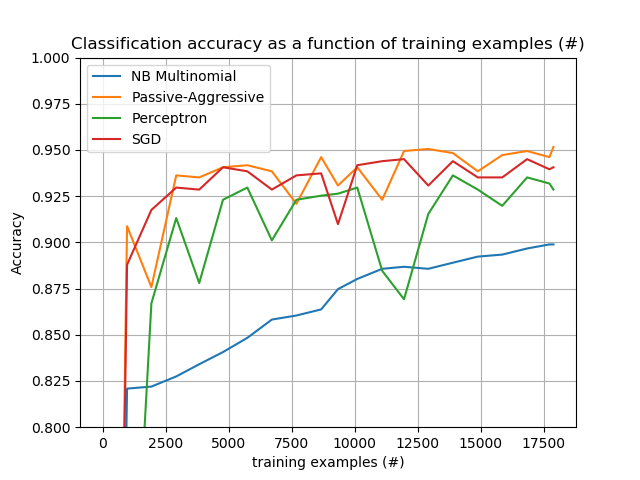 Classification accuracy as a function of training examples (#)
1.000
0.975
0.950
0.925
0.900
0.875
0.850
0.825
0.800
Accuracy
NB Multinomial
Passive-Aggressive
Perceptron
SGD
0 2500 5000 7500 10000 12500 15000 17500
training examples (#)